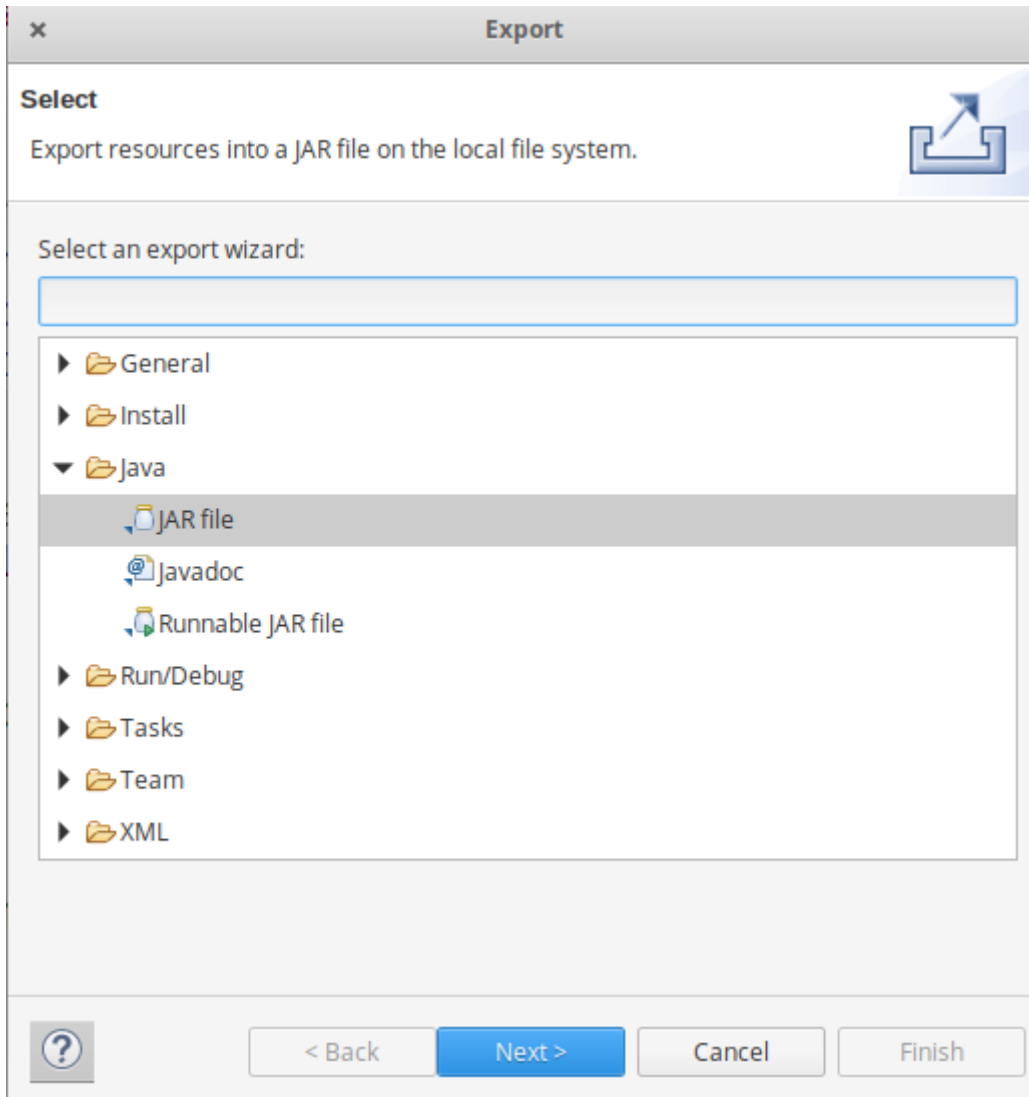 Export
Select
Export resources into a JAR file on the local file system.
Select an export wizard:
General
Install
Java
JAR file
Javadoc
Runnable JAR file
Run/Debug
Tasks
Team
XML
? < Back Next > Cancel Finish